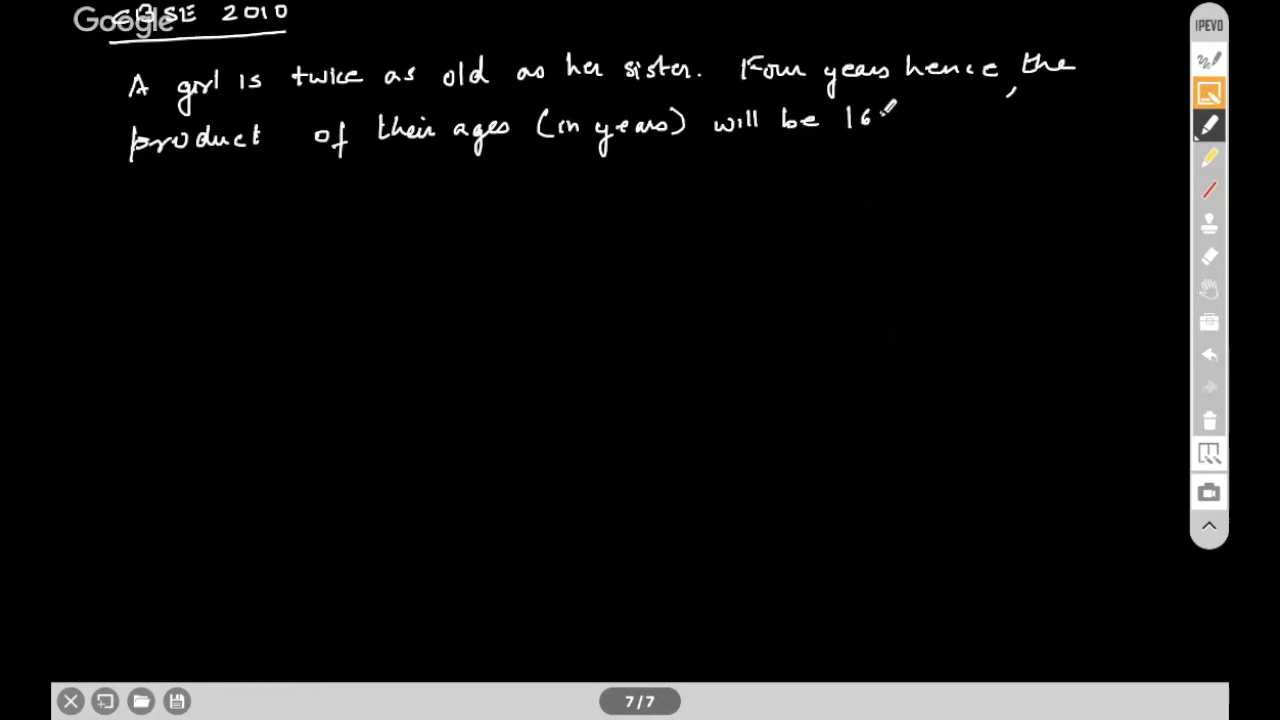 CBSE 2010
Google
A girl is twice as old as her sister. Four years hence, the
product of their ages (in years) will be 16
IPEVO
7/7